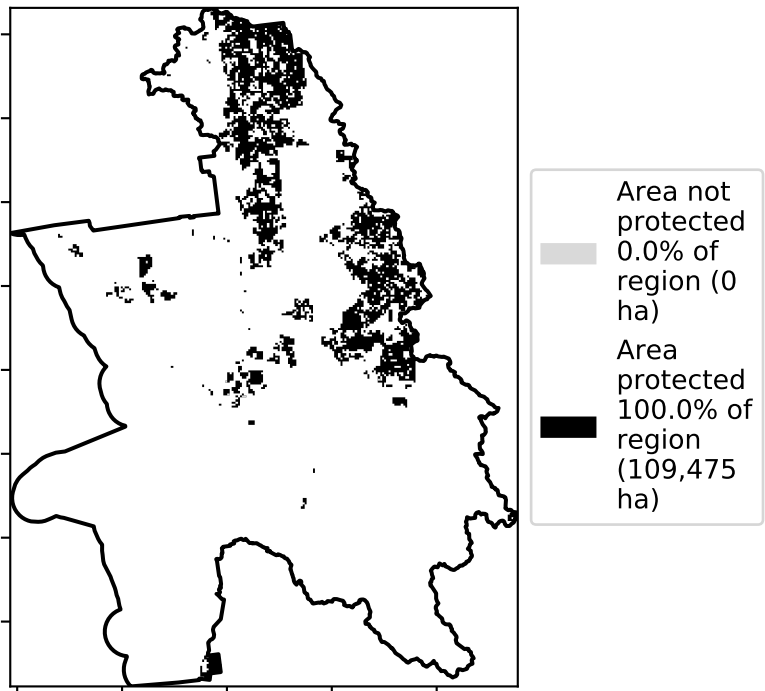 Area not
protected
0.0% of
region (0
ha)
Area
protected
100.0% of
region
(109,475
ha)